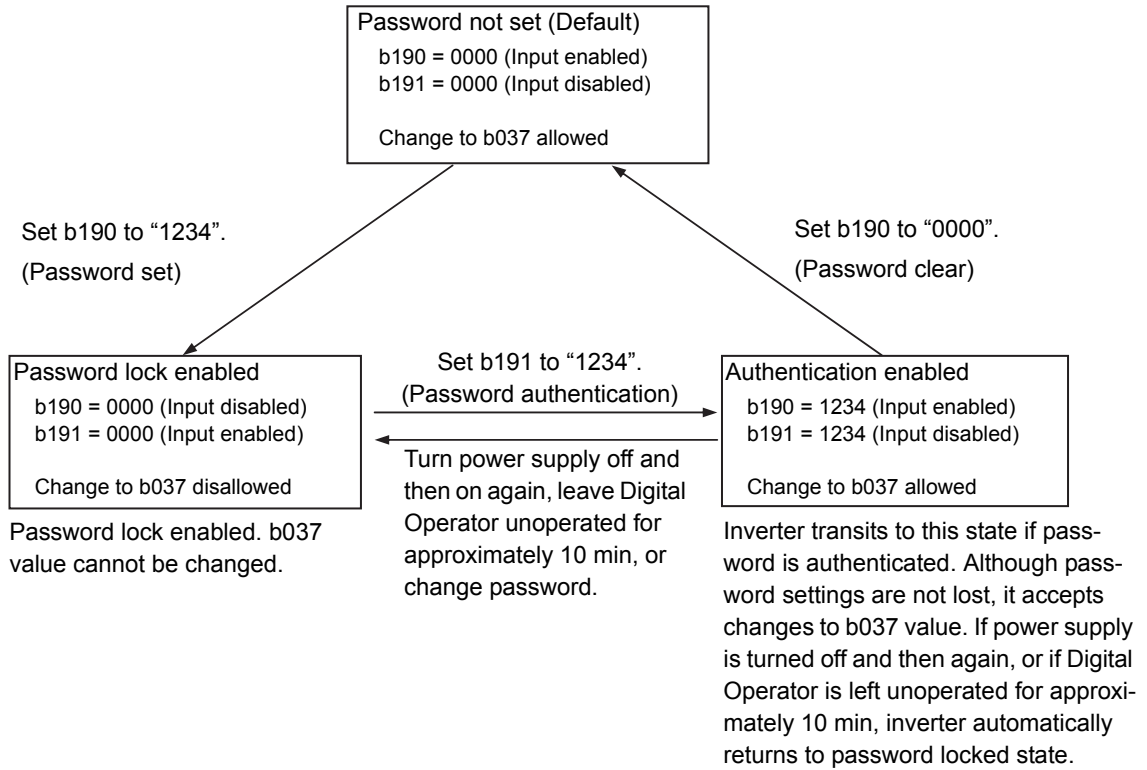 Password not set (Default)
b190 = 0000 (Input enabled)
b191 = 0000 (Input disabled)
Change to b037 allowed
Set b190 to “1234”.
(Password set)
Set b190 to “0000”.
(Password clear)
Password lock enabled
b190 = 0000 (Input disabled)
b191 = 0000 (Input enabled)
Change to b037 disallowed
Password lock enabled. b037
value cannot be changed.
Set b191 to “1234”.
(Password authentication)
Turn power supply off and
then on again, leave Digital
Operator unoperated for
approximately 10 min, or
change password.
Authentication enabled
b190 = 1234 (Input enabled)
b191 = 1234 (Input disabled)
Change to b037 allowed
Inverter transits to this state if pass-
word is authenticated. Although pass-
word settings are not lost, it accepts
changes to b037 value. If power supply
is turned off and then again, or if Digital
Operator is left unoperated for approxi-
mately 10 min, inverter automatically
returns to password locked state.